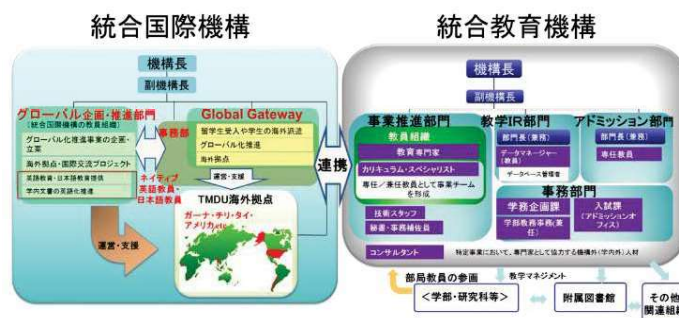 統合国際機構
機構長
副機構長
グローバル企画・推進部門
(統合国際機構の教員組織)
グローバル化推進事業の企画・
立案
海外拠点・国際交流プロジェクト
英語教育・日本語教育提供
学内文書の英語化推進
事務部
Global Gateway
留学生受入や学生の海外派遣
グローバル化推進
海外拠点
ネイティブ
英語教員・
日本語教員
運営・支援
TMDU海外拠点
ガーナ・チリ・タイ・
アメリカetc
運営・支援
連携
統合教育機構
機構長
副機構長
事業推進部門
教員組織
教育専門家
カリキュラム・スペシャリスト
専任/兼任教員として事業チーム
を形成
技術スタッフ
秘書・事務補佐員
コンサルタント
特定事業において、専門家として協力する機構外(学内外)人材
教学IR部門
部門長(兼務)
データマネージャー
(教員)
データベース管理者
アドミッション部門
部門長(兼務)
専任教員
事務部門
学務企画課
学部教務事務(兼
任)
入試課
(アドミッションオ
フィス)
部局教員の参画
教学マネジメント
<学部・研究科等>
附属図書館
その他
関連組織